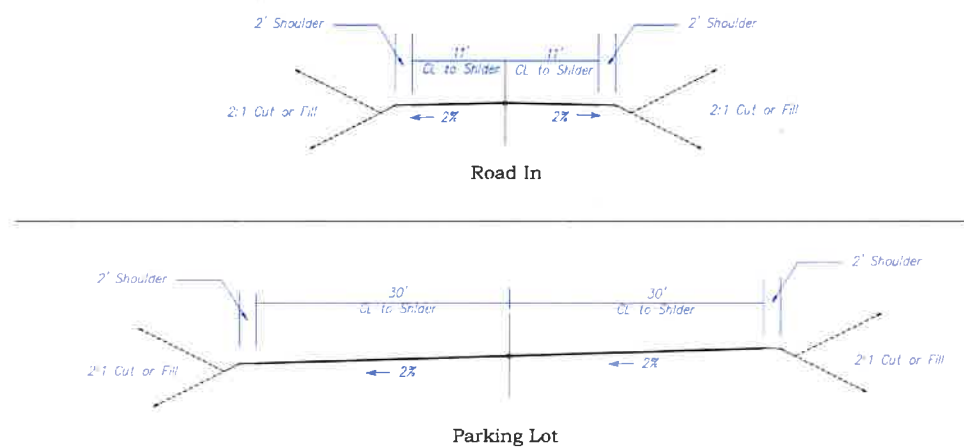 2' Shoulder
2' Shoulder
11'
11'
CL to Shlder
CL to Shlder
2:1 Cut or Fill
2:1 Cut or Fill
2%
2%
Road In
2' Shoulder
2' Shoulder
30'
30'
CL to Shlder
CL to Shlder
2:1 Cut or Fill
2:1 Cut or Fill
2%
2%
Parking Lot